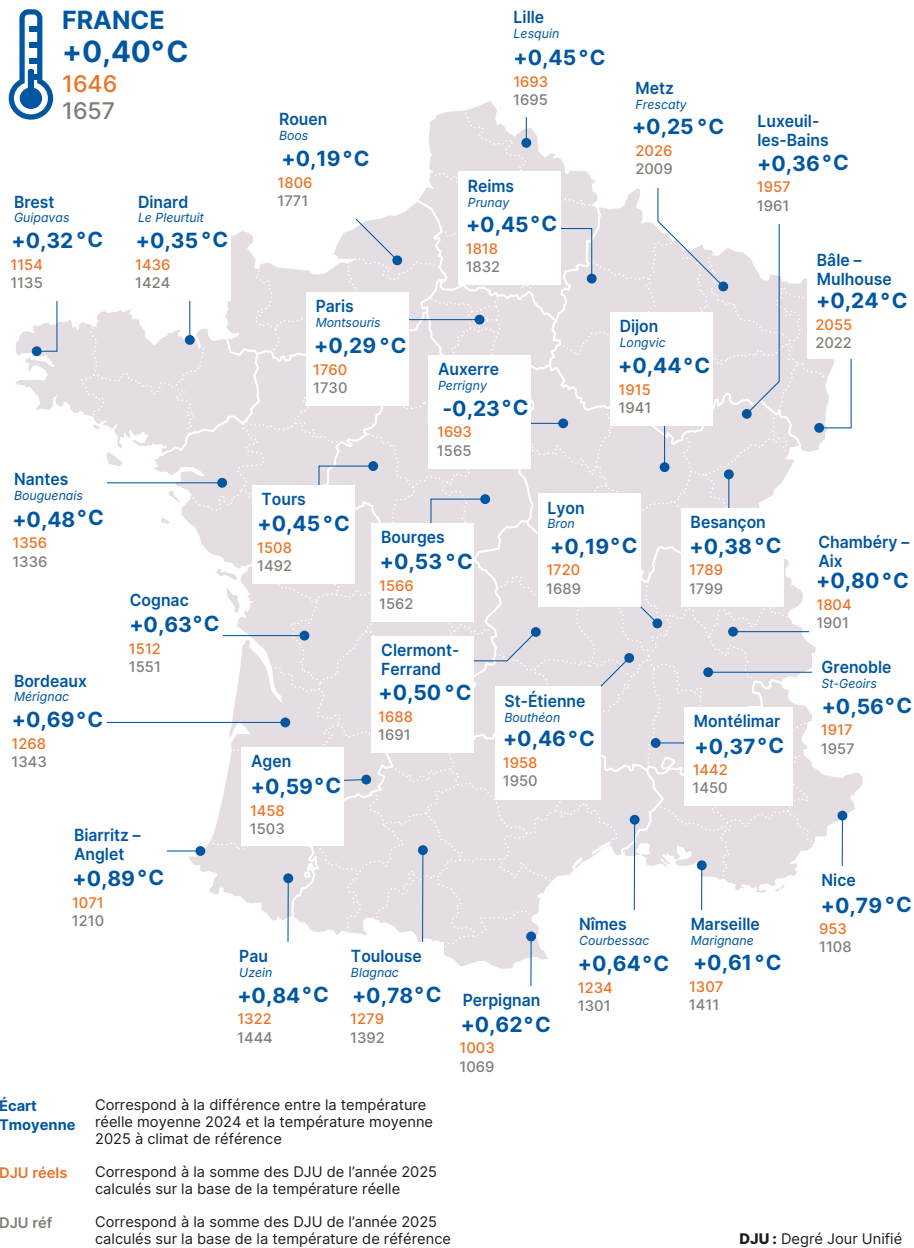 FRANCE
+0,40°C
1646
1657
Lille
Lesquin
+0,45°C
1693
1695
Metz
Frescaty
+0,25°C
2026
2009
Luxeuil-
les-Bains
+0,36°C
1957
1961
Rouen
Boos
+0,19°C
1806
1771
Reims
Prunay
+0,45°C
1818
1832
Brest
Guipavas
+0,32°C
1154
1135
Dinard
Le Pleurtuit
+0,35°C
1436
1424
Bâle –
Mulhouse
+0,24°C
2055
2022
Paris
Montsouris
+0,29°C
1760
1730
Dijon
Longvic
+0,44°C
1915
1941
Auxerre
Perrigny
-0,23°C
1693
1565
Nantes
Bouguenais
+0,48°C
1356
1336
Tours
+0,45°C
1508
1492
Bourges
+0,53°C
1566
1562
Lyon
Bron
+0,19°C
1720
1689
Besançon
+0,38°C
1789
1799
Chambéry –
Aix
+0,80°C
1804
1901
Cognac
+0,63°C
1512
1551
Clermont-
Ferrand
+0,50°C
1688
1691
Grenoble
St-Geoirs
+0,56°C
1917
1957
Bordeaux
Mérignac
+0,69°C
1268
1343
St-Étienne
Bouthéon
+0,46°C
1958
1950
Montélimar
+0,37°C
1442
1450
Agen
+0,59°C
1458
1503
Biarritz –
Anglet
+0,89°C
1071
1210
Nice
+0,79°C
953
1108
Pau
Uzein
+0,84°C
1322
1444
Toulouse
Blagnac
+0,78°C
1279
1392
Perpignan
+0,62°C
1003
1069
Nîmes
Courbessac
+0,64°C
1234
1301
Marseille
Marignane
+0,61°C
1307
1411
Écart
Tmoyenne
Correspond à la différence entre la température
réelle moyenne 2024 et la température moyenne
2025 à climat de référence
DJU réels
Correspond à la somme des DJU de l'année 2025
calculés sur la base de la température réelle
DJU réf
Correspond à la somme des DJU de l'année 2025
calculés sur la base de la température de référence
DJU : Degré Jour Unifié